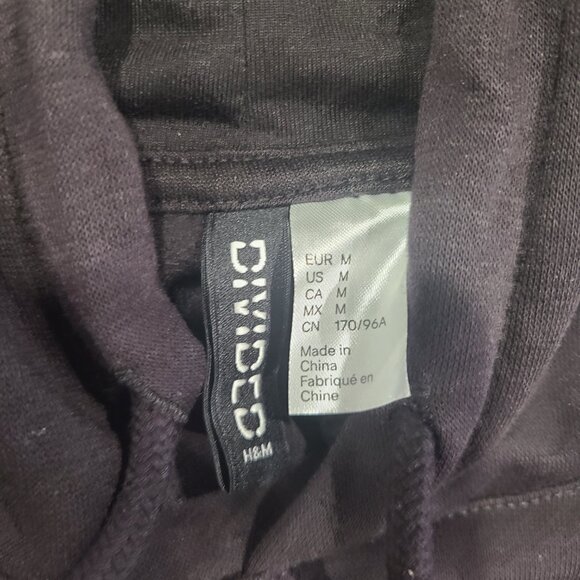 DIVIDED
H&M
EUR M
US M
CA M
MX M
CN 170/96A
Made in
China
Fabriqué en
Chine